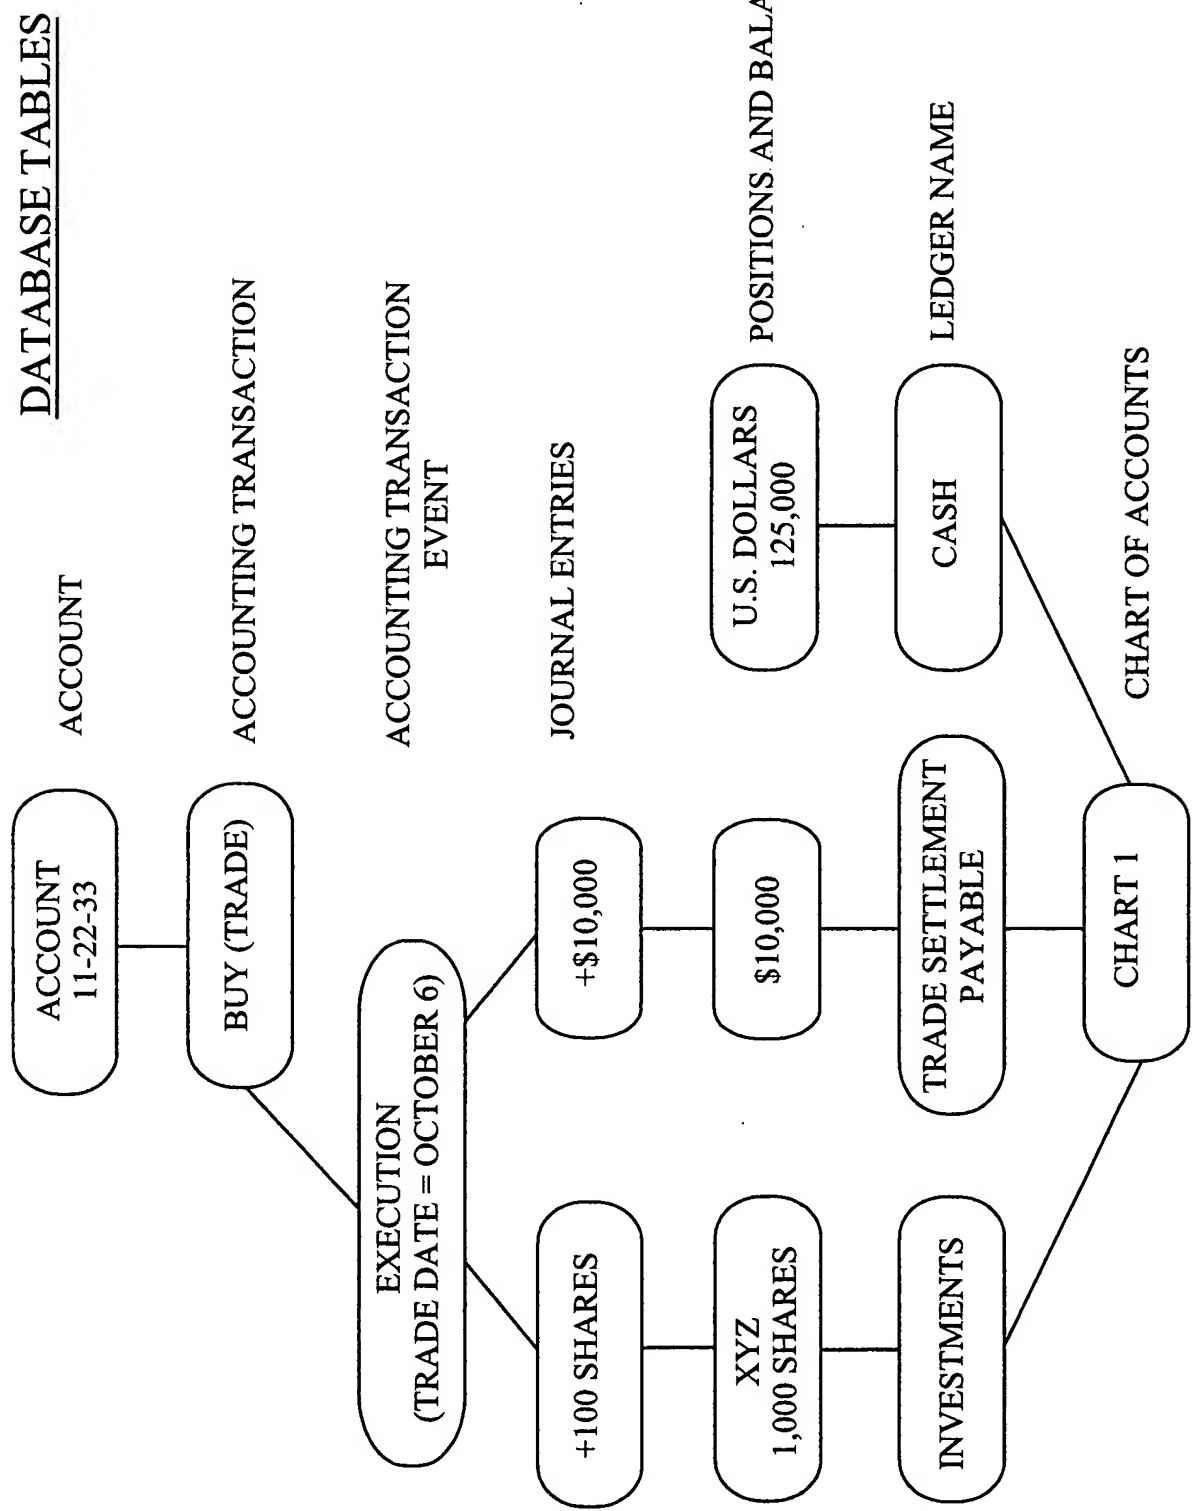 DATABASE TABLES
ACCOUNT
11-22-33
ACCOUNT
BUY (TRADE)
ACCOUNTING TRANSACTION
EXECUTION
(TRADE DATE = OCTOBER 6)
ACCOUNTING TRANSACTION
EVENT
+100 SHARES
+$10,000
JOURNAL ENTRIES
XYZ
1,000 SHARES
$10,000
U.S. DOLLARS
125,000
POSITIONS AND
INVESTMENTS
TRADE SETTLEMENT
PAYABLE
CASH
LEDGER NAME
CHART 1
CHART OF ACCOUNTS